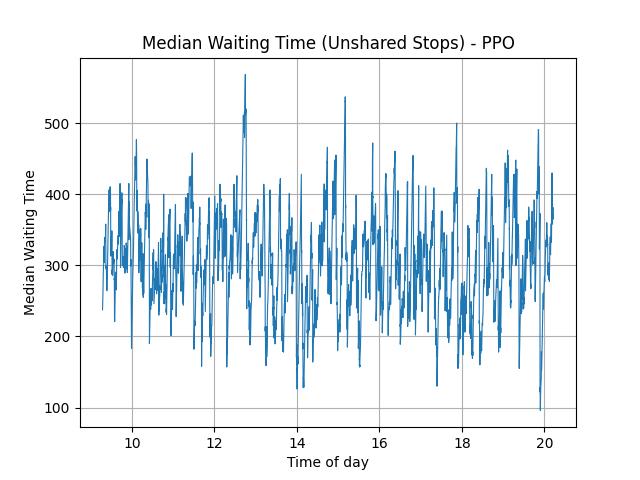 Median Waiting Time (Unshared Stops) - PPO
Median Waiting Time
500
400
300
200
100
10 12 14 16 18 20
Time of day